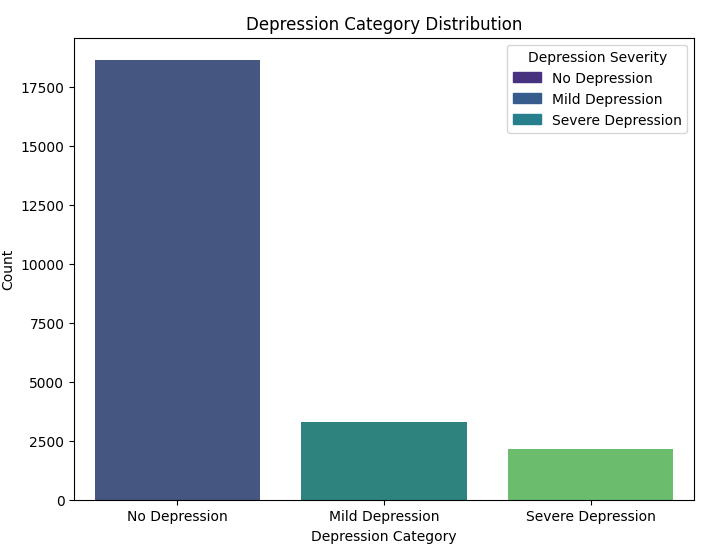 Depression Category Distribution
Depression Severity
No Depression
Mild Depression
Severe Depression
Count
17500
15000
12500
10000
7500
5000
2500
0
No Depression
Mild Depression
Severe Depression
Depression Category